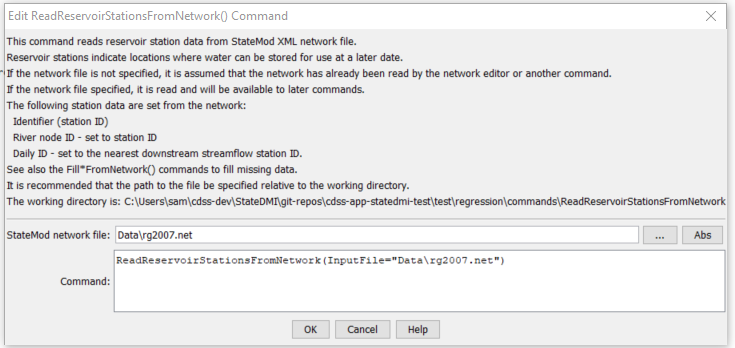 Edit ReadReservoirStationsFromNetwork() Command
This command reads reservoir station data from StateMod XML network file.
Reservoir stations indicate locations where water can be stored for use at a later date.
If the network file is not specified, it is assumed that the network has already been read by the network editor or another command.
If the network file specified, it is read and will be available to later commands.
The following station data are set from the network:
Identifier (station ID)
River node ID - set to station ID
Daily ID - set to the nearest downstream streamflow station ID.
See also the Fill*FromNetwork() commands to fill missing data.
It is recommended that the path to the file be specified relative to the working directory.
The working directory is: C:\Users\sam\cdss-dev\StateDMI\git-repos\cdss-app-statedmi-test\test\regression\commands\ReadReservoirStationsFromNetwork
StateMod network file: Data\rg2007.net ... Abs
Command: ReadReservoirStationsFromNetwork(InputFile="Data\rg2007.net")
OK Cancel Help